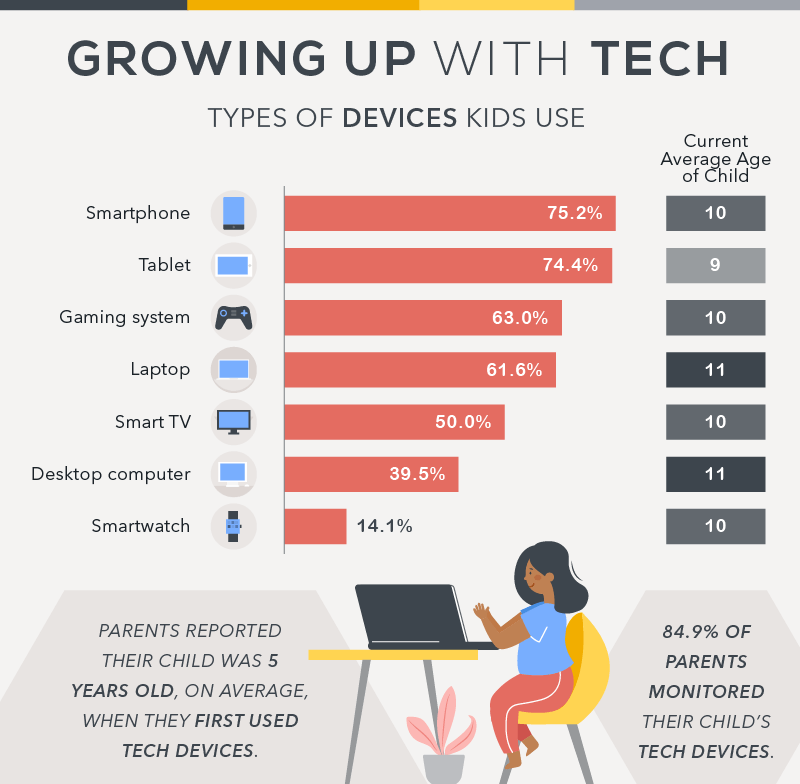 GROWING UP WITH TECH
TYPES OF DEVICES KIDS USE
Current
Average Age
of Child
Smartphone 75.2% 10
Tablet 74.4% 9
Gaming system 63.0% 10
Laptop 61.6% 11
Smart TV 50.0% 10
Desktop computer 39.5% 11
Smartwatch 14.1% 10
PARENTS REPORTED
THEIR CHILD WAS 5
YEARS OLD, ON AVERAGE,
WHEN THEY FIRST USED
TECH DEVICES.
84.9% OF
PARENTS
MONITORED
THEIR CHILD'S
TECH DEVICES.